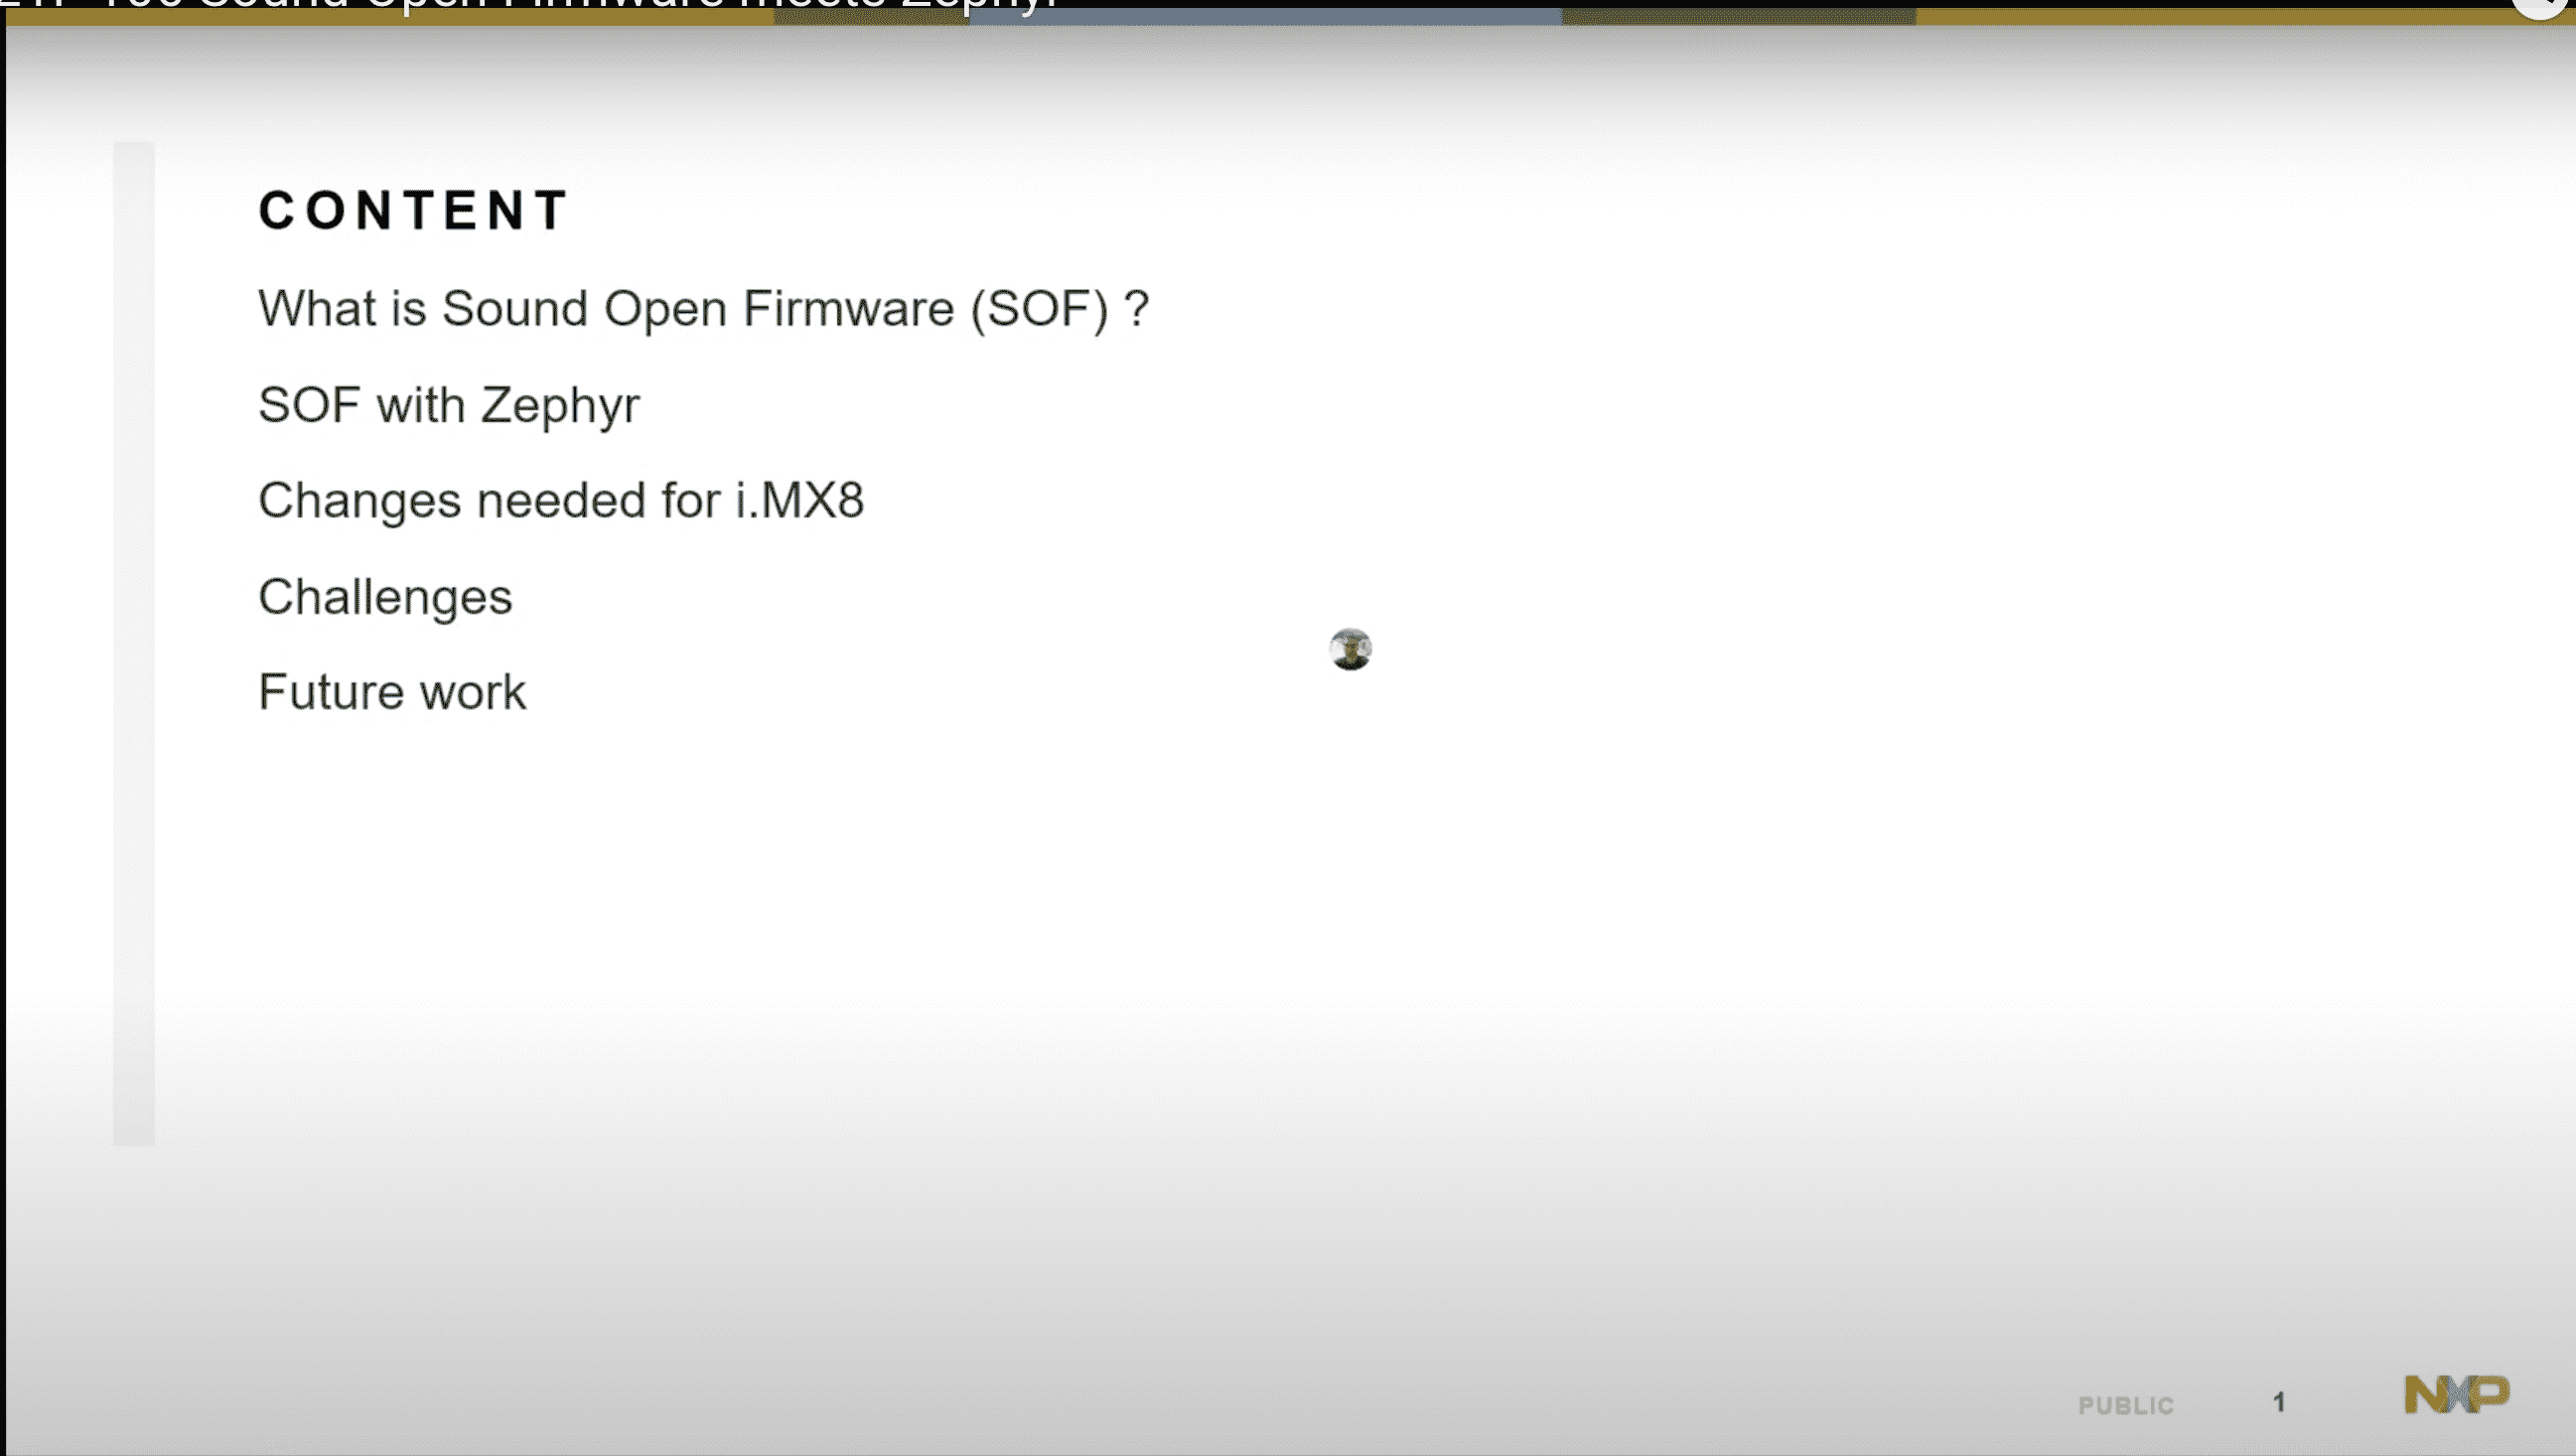 Sound Open Firmware meets Zephyr
CONTENT
What is Sound Open Firmware (SOF) ?
SOF with Zephyr
Changes needed for i.MX8
Challenges
Future work
PUBLIC
1
NXP